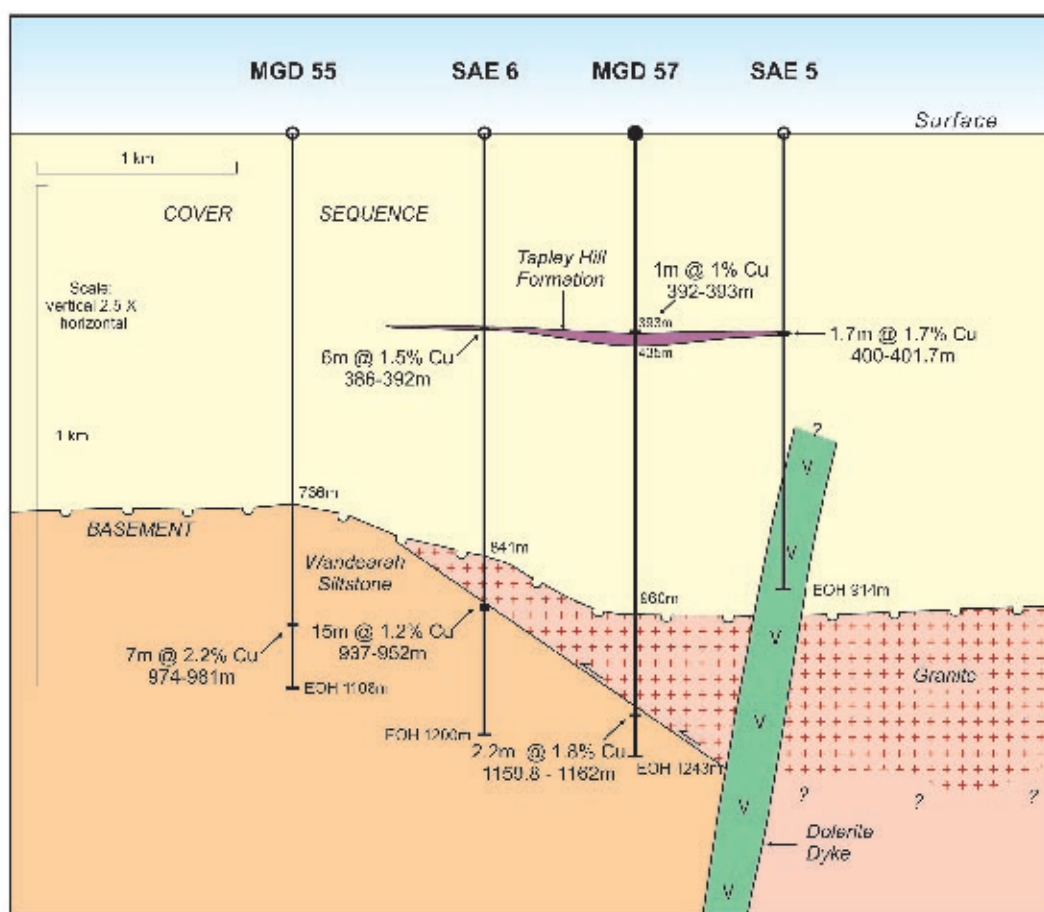 MGD 55
SAE 6
MGD 57
SAE 5
Surface
1 km
COVER SEQUENCE
Tapley Hill
Formation
1m @ 1% Cu
392-393m
Scale:
vertical 2.5 X
horizontal
393m
435m
6m @ 1.5% Cu
386-392m
1.7m @ 1.7% Cu
400-401.7m
1 km
?
V
736m
BASEMENT
841m
Wandearah
Siltstone
V
EOH 914m
960m
V
7m @ 2.2% Cu
974-981m
15m @ 1.2% Cu
937-952m
Granite
EOH 1108m
V
EOH 1200m
2.2m @ 1.8% Cu
1159.8 - 1162m
EOH 1243m
?
?
?
V
Dolerite
Dyke
V